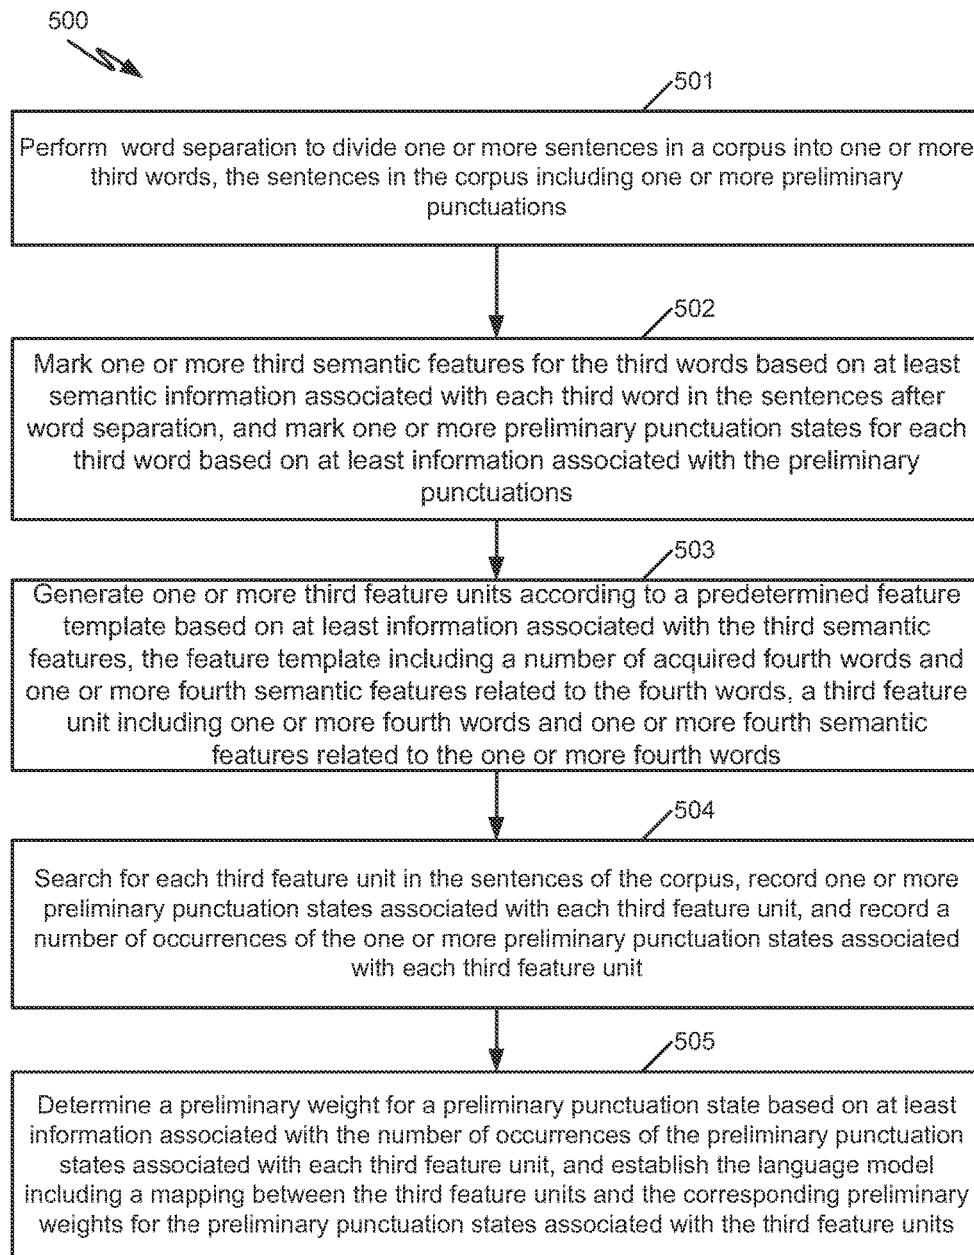 500
501
Perform word separation to divide one or more sentences in a corpus into one or more
third words, the sentences in the corpus including one or more preliminary
punctuations
502
Mark one or more third semantic features for the third words based on at least
semantic information associated with each third word in the sentences after
word separation, and mark one or more preliminary punctuation states for each
third word based on at least information associated with the preliminary
punctuations
503
Generate one or more third feature units according to a predetermined feature
template based on at least information associated with the third semantic
features, the feature template including a number of acquired fourth words and
one or more fourth semantic features related to the fourth words, a third feature
unit including one or more fourth words and one or more fourth semantic
features related to the one or more fourth words
504
Search for each third feature unit in the sentences of the corpus, record one or more
preliminary punctuation states associated with each third feature unit, and record a
number of occurrences of the one or more preliminary punctuation states associated
with each third feature unit
505
Determine a preliminary weight for a preliminary punctuation state based on at least
information associated with the number of occurrences of the preliminary punctuation
states associated with each third feature unit, and establish the language model
including a mapping between the third feature units and the corresponding preliminary
weights for the preliminary punctuation states associated with the third feature units